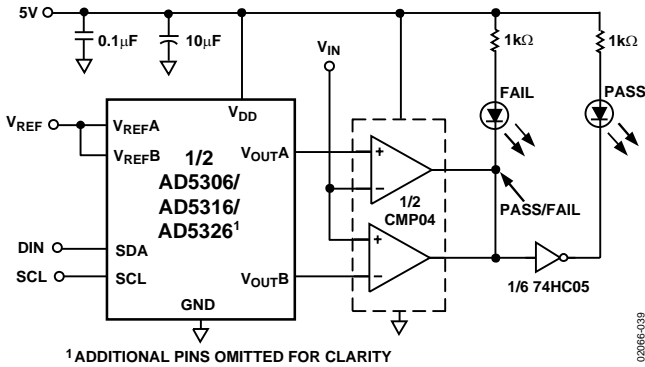 5V
0.1µF
10µF
VIN
1kΩ
1kΩ
FAIL
PASS
VDD
VREF
VREFA
VREFB
1/2
AD5306/
AD5316/
AD5326¹
VOUTA
VOUTB
+
−
+
−
1/2
CMP04
PASS/FAIL
DIN
SDA
SCL
SCL
GND
1/6 74HC05
¹ADDITIONAL PINS OMITTED FOR CLARITY
02066-039